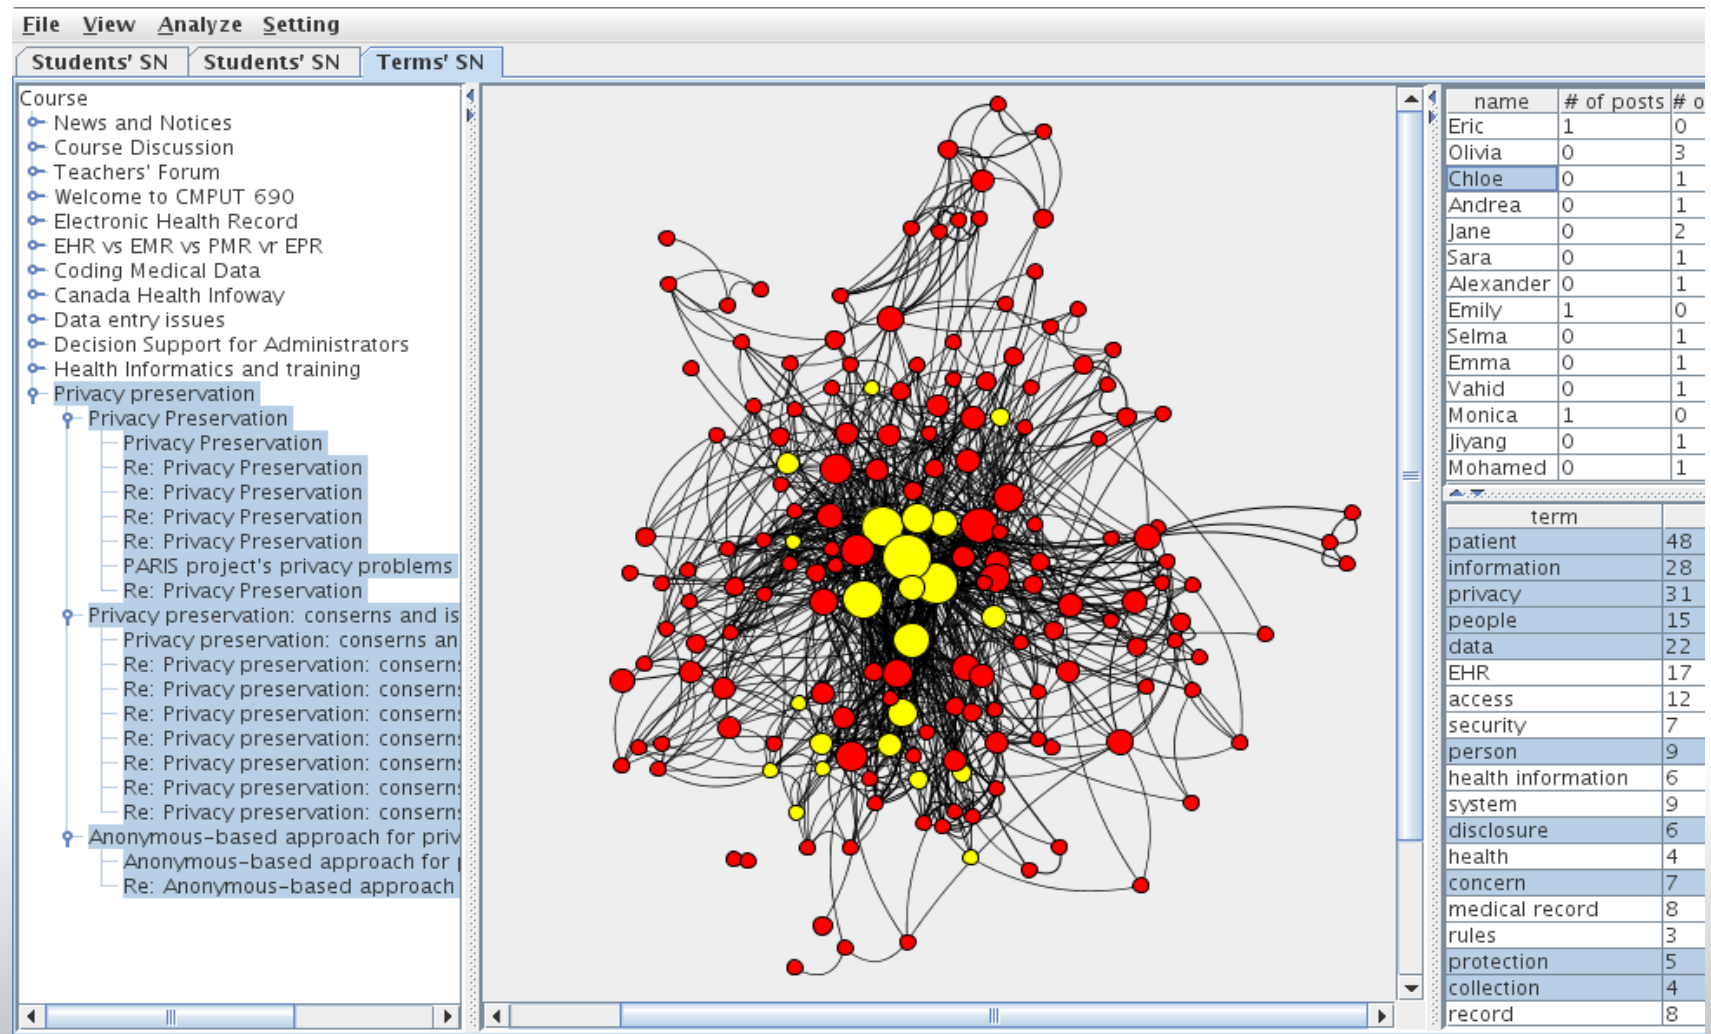 File View Analyze Setting
Students' SN Students' SN Terms' SN
Course
News and Notices
Course Discussion
Teachers' Forum
Welcome to CMPUT 690
Electronic Health Record
EHR vs EMR vs PMR vr EPR
Coding Medical Data
Canada Health Infoway
Data entry issues
Decision Support for Administrators
Health Informatics and training
Privacy preservation
Privacy Preservation
Privacy Preservation
Re: Privacy Preservation
Re: Privacy Preservation
Re: Privacy Preservation
Re: Privacy Preservation
PARIS project's privacy problems
Re: Privacy Preservation
Privacy preservation: conserns and is
Privacy preservation: conserns an
Re: Privacy preservation: conserns
Re: Privacy preservation: conserns
Re: Privacy preservation: conserns
Re: Privacy preservation: conserns
Re: Privacy preservation: conserns
Re: Privacy preservation: conserns
Re: Privacy preservation: conserns
Anonymous-based approach for priv
Anonymous-based approach for p
Re: Anonymous-based approach
name # of posts # o
Eric 1 0
Olivia 0 3
Chloe 0 1
Andrea 0 1
Jane 0 2
Sara 0 1
Alexander 0 1
Emily 1 0
Selma 0 1
Emma 0 1
Vahid 0 1
Monica 1 0
Jiyang 0 1
Mohamed 0 1
term
patient 48
information 28
privacy 31
people 15
data 22
EHR 17
access 12
security 7
person 9
health information 6
system 9
disclosure 6
health 4
concern 7
medical record 8
rules 3
protection 5
collection 4
record 8